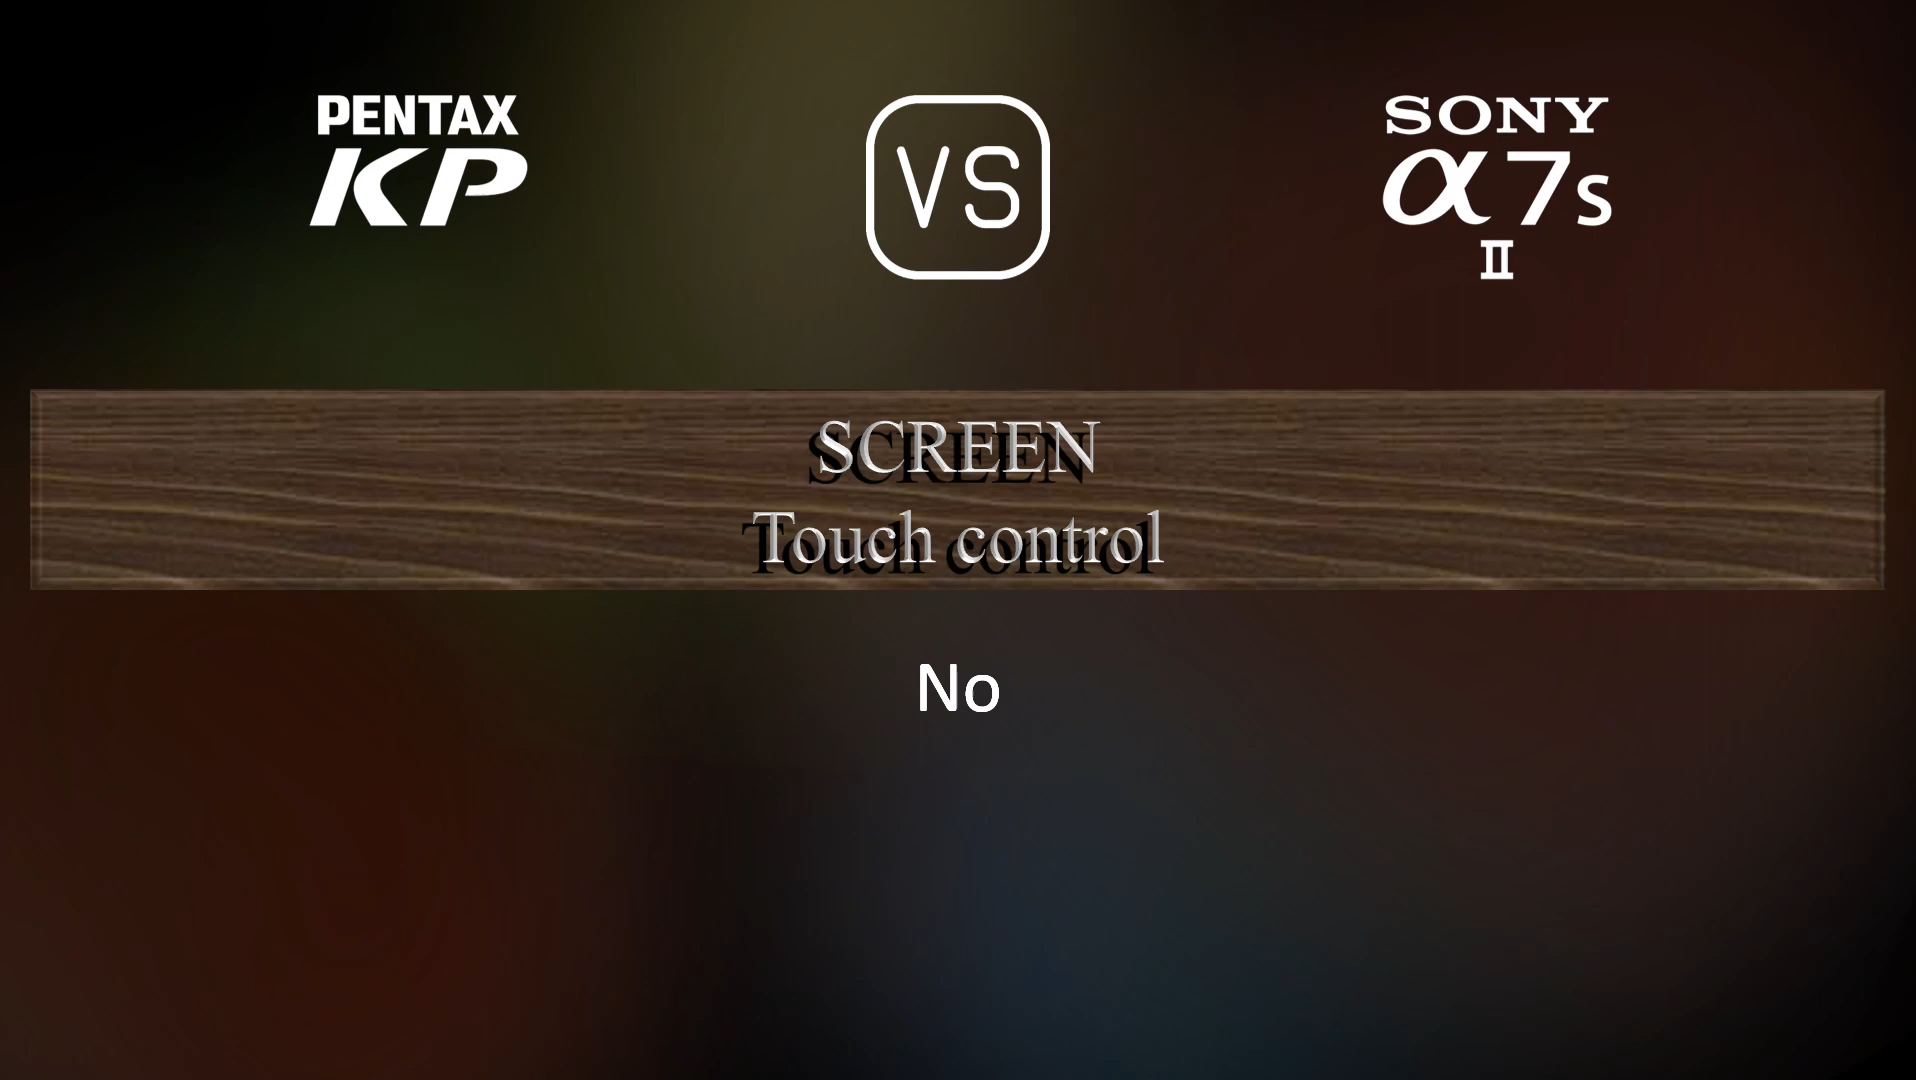 PENTAX
KP
VS
SONY
α7s
II
SCREEN
Touch control
No